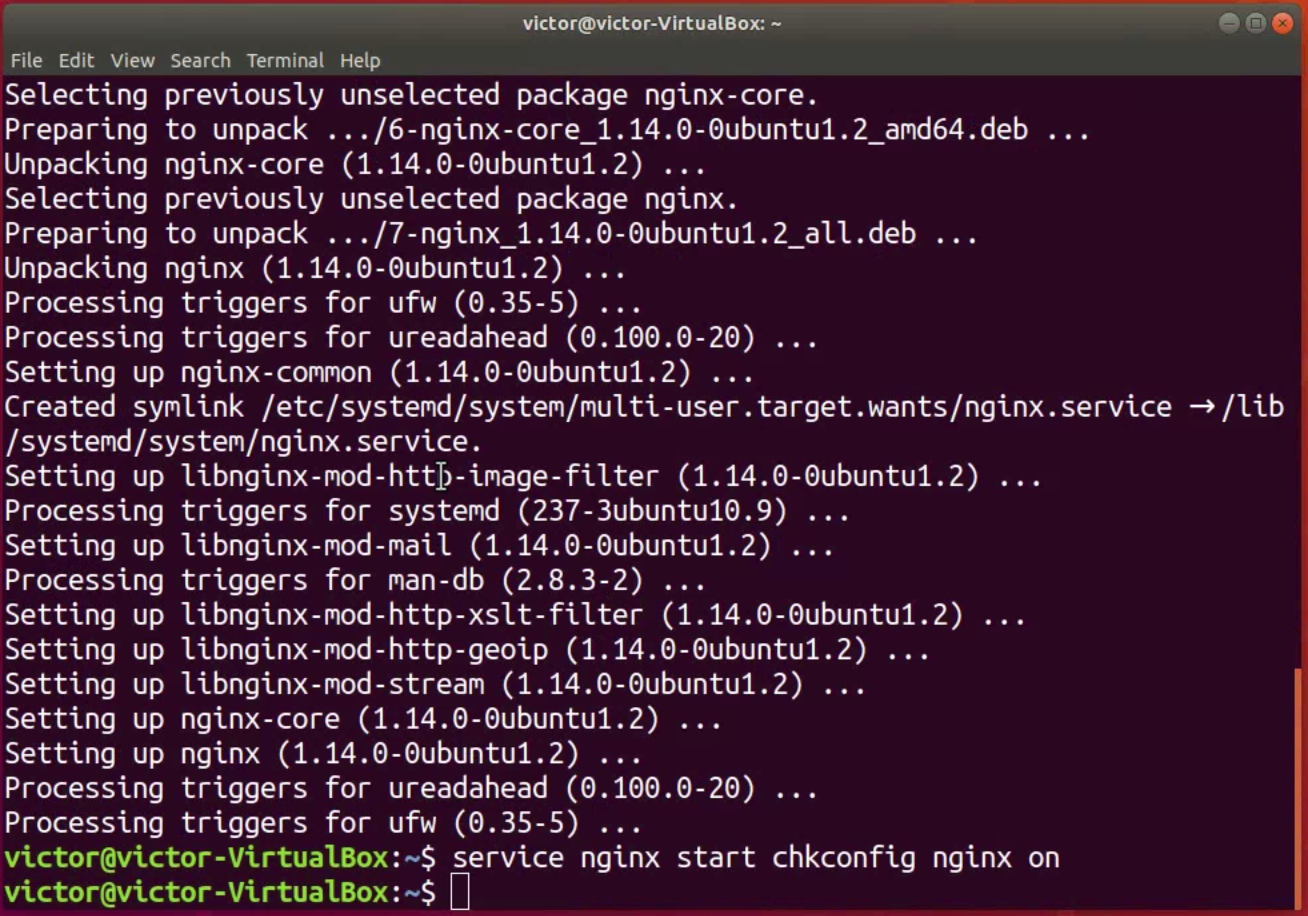 victor@victor-VirtualBox: ~
File Edit View Search Terminal Help
Selecting previously unselected package nginx-core.
Preparing to unpack .../6-nginx-core_1.14.0-0ubuntu1.2_amd64.deb ...
Unpacking nginx-core (1.14.0-0ubuntu1.2) ...
Selecting previously unselected package nginx.
Preparing to unpack .../7-nginx_1.14.0-0ubuntu1.2_all.deb ...
Unpacking nginx (1.14.0-0ubuntu1.2) ...
Processing triggers for ufw (0.35-5) ...
Processing triggers for ureadahead (0.100.0-20) ...
Setting up nginx-common (1.14.0-0ubuntu1.2) ...
Created symlink /etc/systemd/system/multi-user.target.wants/nginx.service → /lib
/systemd/system/nginx.service.
Setting up libnginx-mod-http-image-filter (1.14.0-0ubuntu1.2) ...
Processing triggers for systemd (237-3ubuntu10.9) ...
Setting up libnginx-mod-mail (1.14.0-0ubuntu1.2) ...
Processing triggers for man-db (2.8.3-2) ...
Setting up libnginx-mod-http-xslt-filter (1.14.0-0ubuntu1.2) ...
Setting up libnginx-mod-http-geoip (1.14.0-0ubuntu1.2) ...
Setting up libnginx-mod-stream (1.14.0-0ubuntu1.2) ...
Setting up nginx-core (1.14.0-0ubuntu1.2) ...
Setting up nginx (1.14.0-0ubuntu1.2) ...
Processing triggers for ureadahead (0.100.0-20) ...
Processing triggers for ufw (0.35-5) ...
victor@victor-VirtualBox:~$ service nginx start chkconfig nginx on
victor@victor-VirtualBox:~$